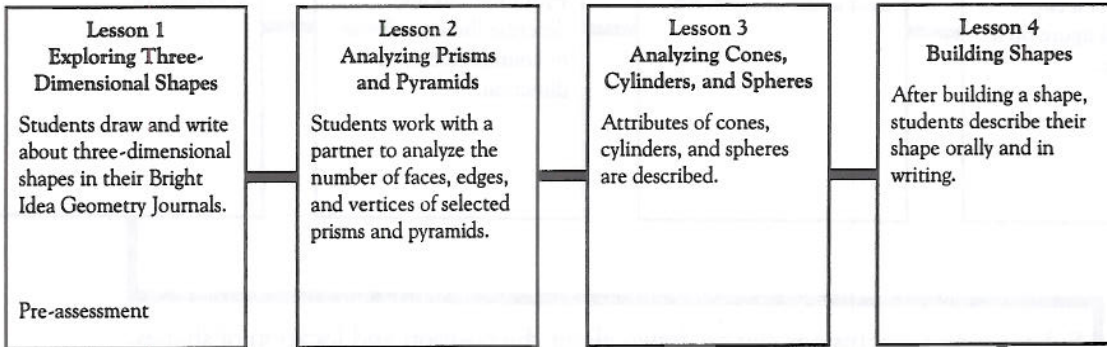 Lesson 1
Exploring Three-
Dimensional Shapes
Students draw and write
about three-dimensional
shapes in their Bright
Idea Geometry Journals.
Pre-assessment
Lesson 2
Analyzing Prisms
and Pyramids
Students work with a
partner to analyze the
number of faces, edges,
and vertices of selected
prisms and pyramids.
Lesson 3
Analyzing Cones,
Cylinders, and Spheres
Attributes of cones,
cylinders, and spheres
are described.
Lesson 4
Building Shapes
After building a shape,
students describe their
shape orally and in
writing.